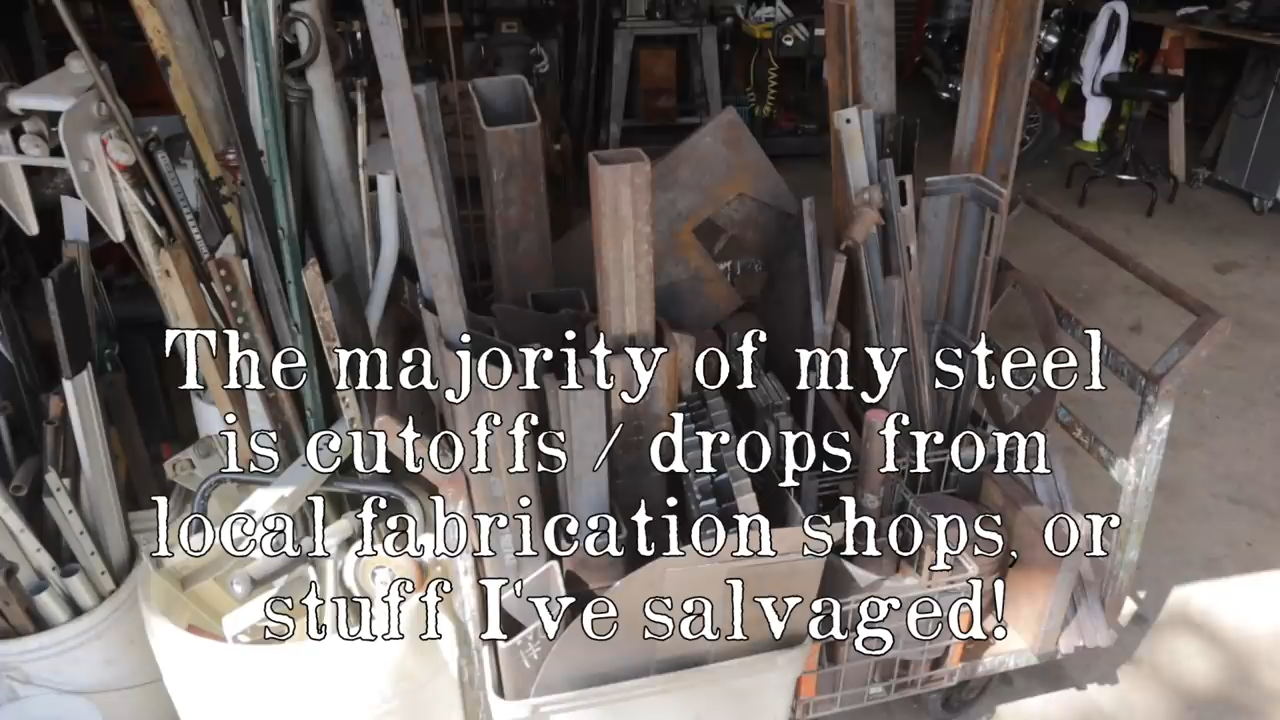 The majority of my steel
is cutoffs / drops from
local fabrication shops, or
stuff I've salvaged!